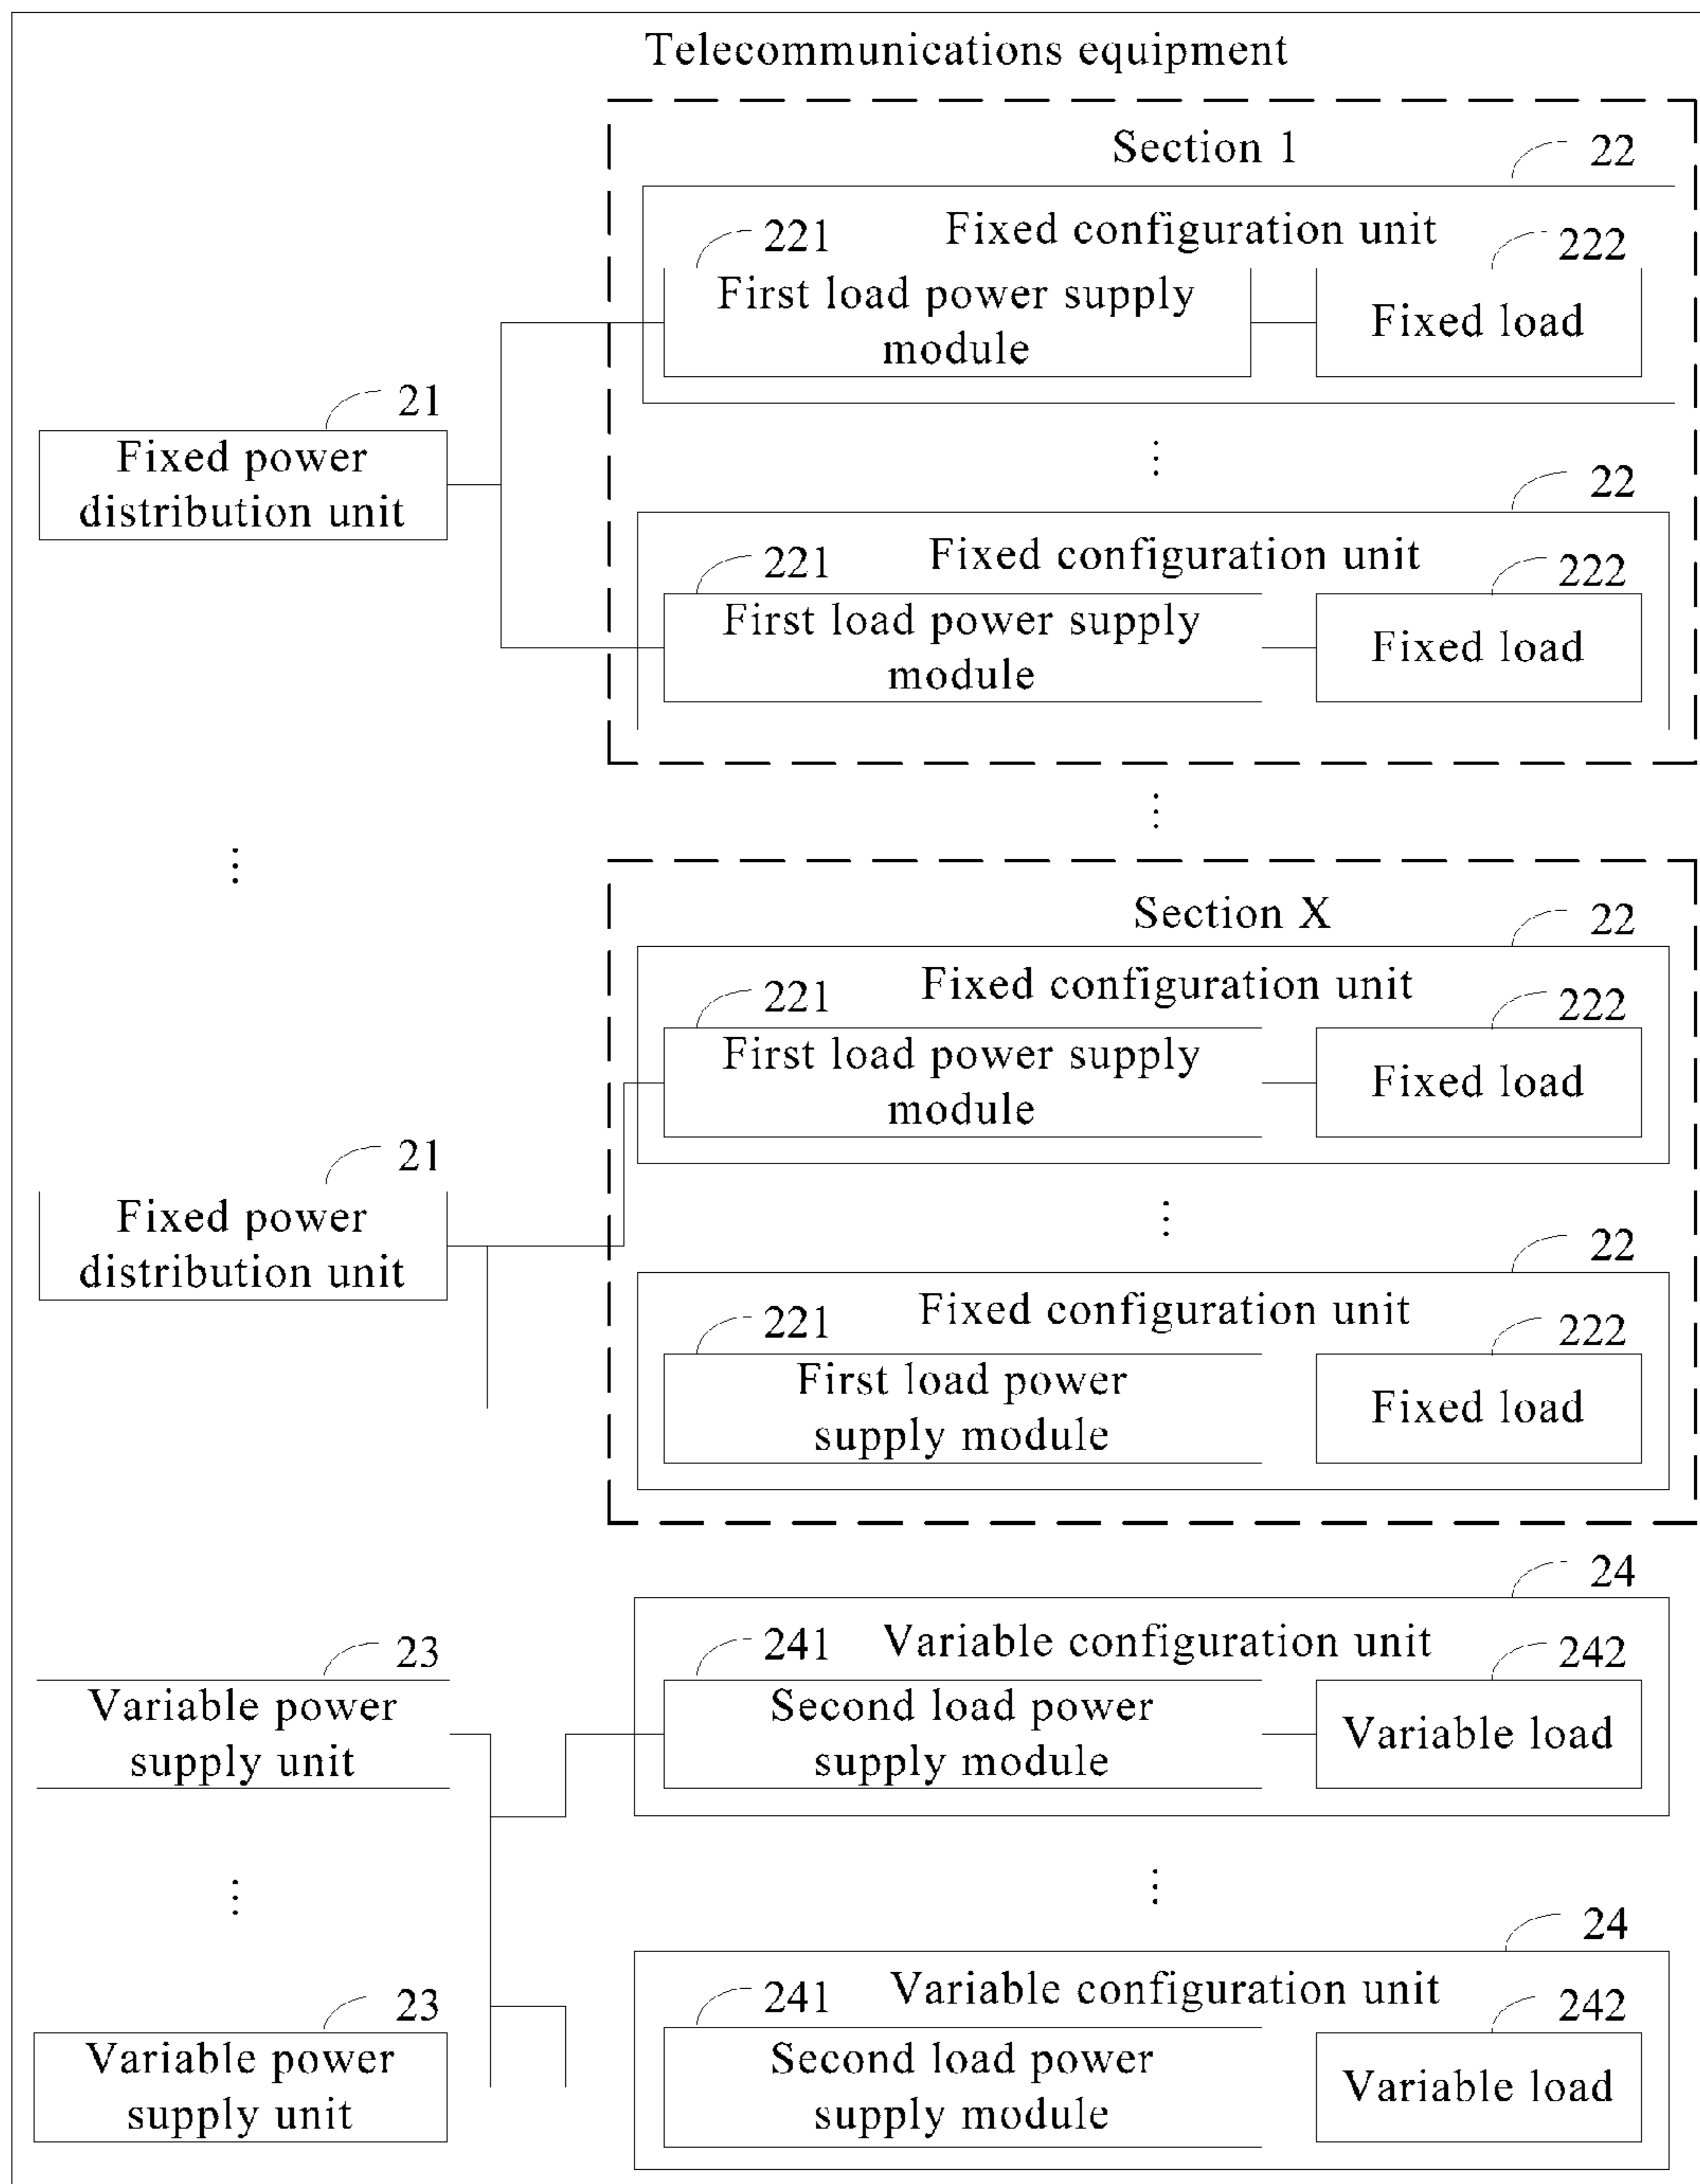 Telecommunications equipment
Section 1
22
221
Fixed configuration unit
222
First load power supply
module
Fixed load
21
Fixed power
distribution unit
22
221
Fixed configuration unit
222
First load power supply
module
Fixed load
Section X
22
221
Fixed configuration unit
222
First load power supply
module
Fixed load
21
Fixed power
distribution unit
22
221
Fixed configuration unit
222
First load power
supply module
Fixed load
24
23
241
Variable configuration unit
242
Variable power
supply unit
Second load power
supply module
Variable load
24
23
241
Variable configuration unit
242
Variable power
supply unit
Second load power
supply module
Variable load